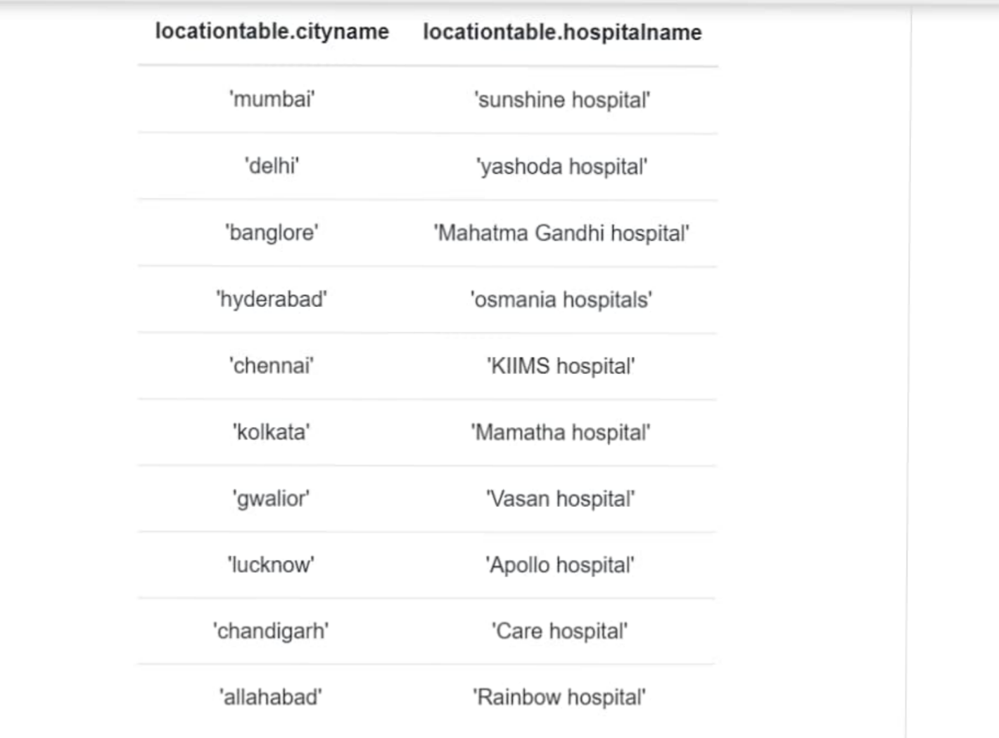 locationtable.cityname locationtable.hospitalname
'mumbai' 'sunshine hospital'
'delhi' 'yashoda hospital'
'banglore' 'Mahatma Gandhi hospital'
'hyderabad' 'osmania hospitals'
'chennai' 'KIIMS hospital'
'kolkata' 'Mamatha hospital'
'gwalior' 'Vasan hospital'
'lucknow' 'Apollo hospital'
'chandigarh' 'Care hospital'
'allahabad' 'Rainbow hospital'